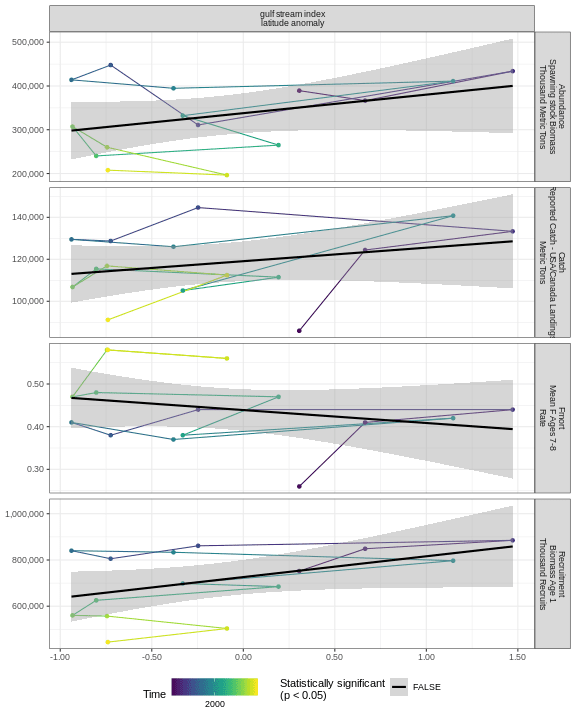 gulf stream index
latitude anomaly
500,000
400,000
300,000
200,000
Abundance
Spawning stock Biomass
Thousand Metric Tons
140,000
120,000
100,000
Catch
Reported Catch - USA/Canada Landings
Metric Tons
0.50
0.40
0.30
Fmort
Mean F Ages 7-8
Rate
1,000,000
800,000
600,000
Recruitment
Biomass Age 1
Thousand Recruits
-1.00 -0.50 0.00 0.50 1.00 1.50
Time
2000
Statistically significant
(p < 0.05)
FALSE